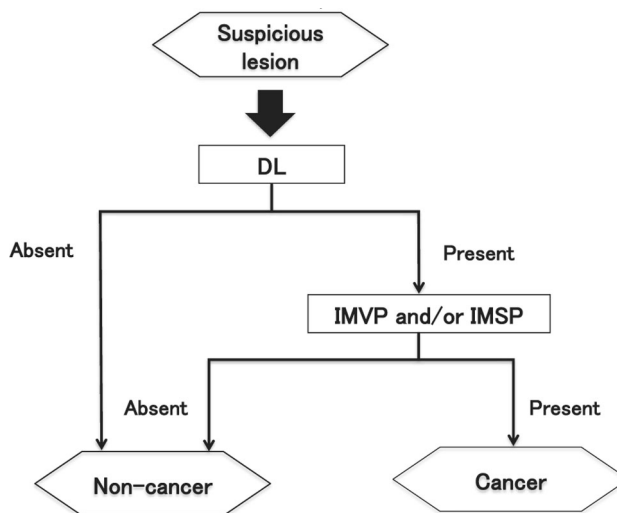 Suspicious
lesion
DL
Absent
Present
IMVP and/or IMSP
Absent
Present
Non-cancer
Cancer